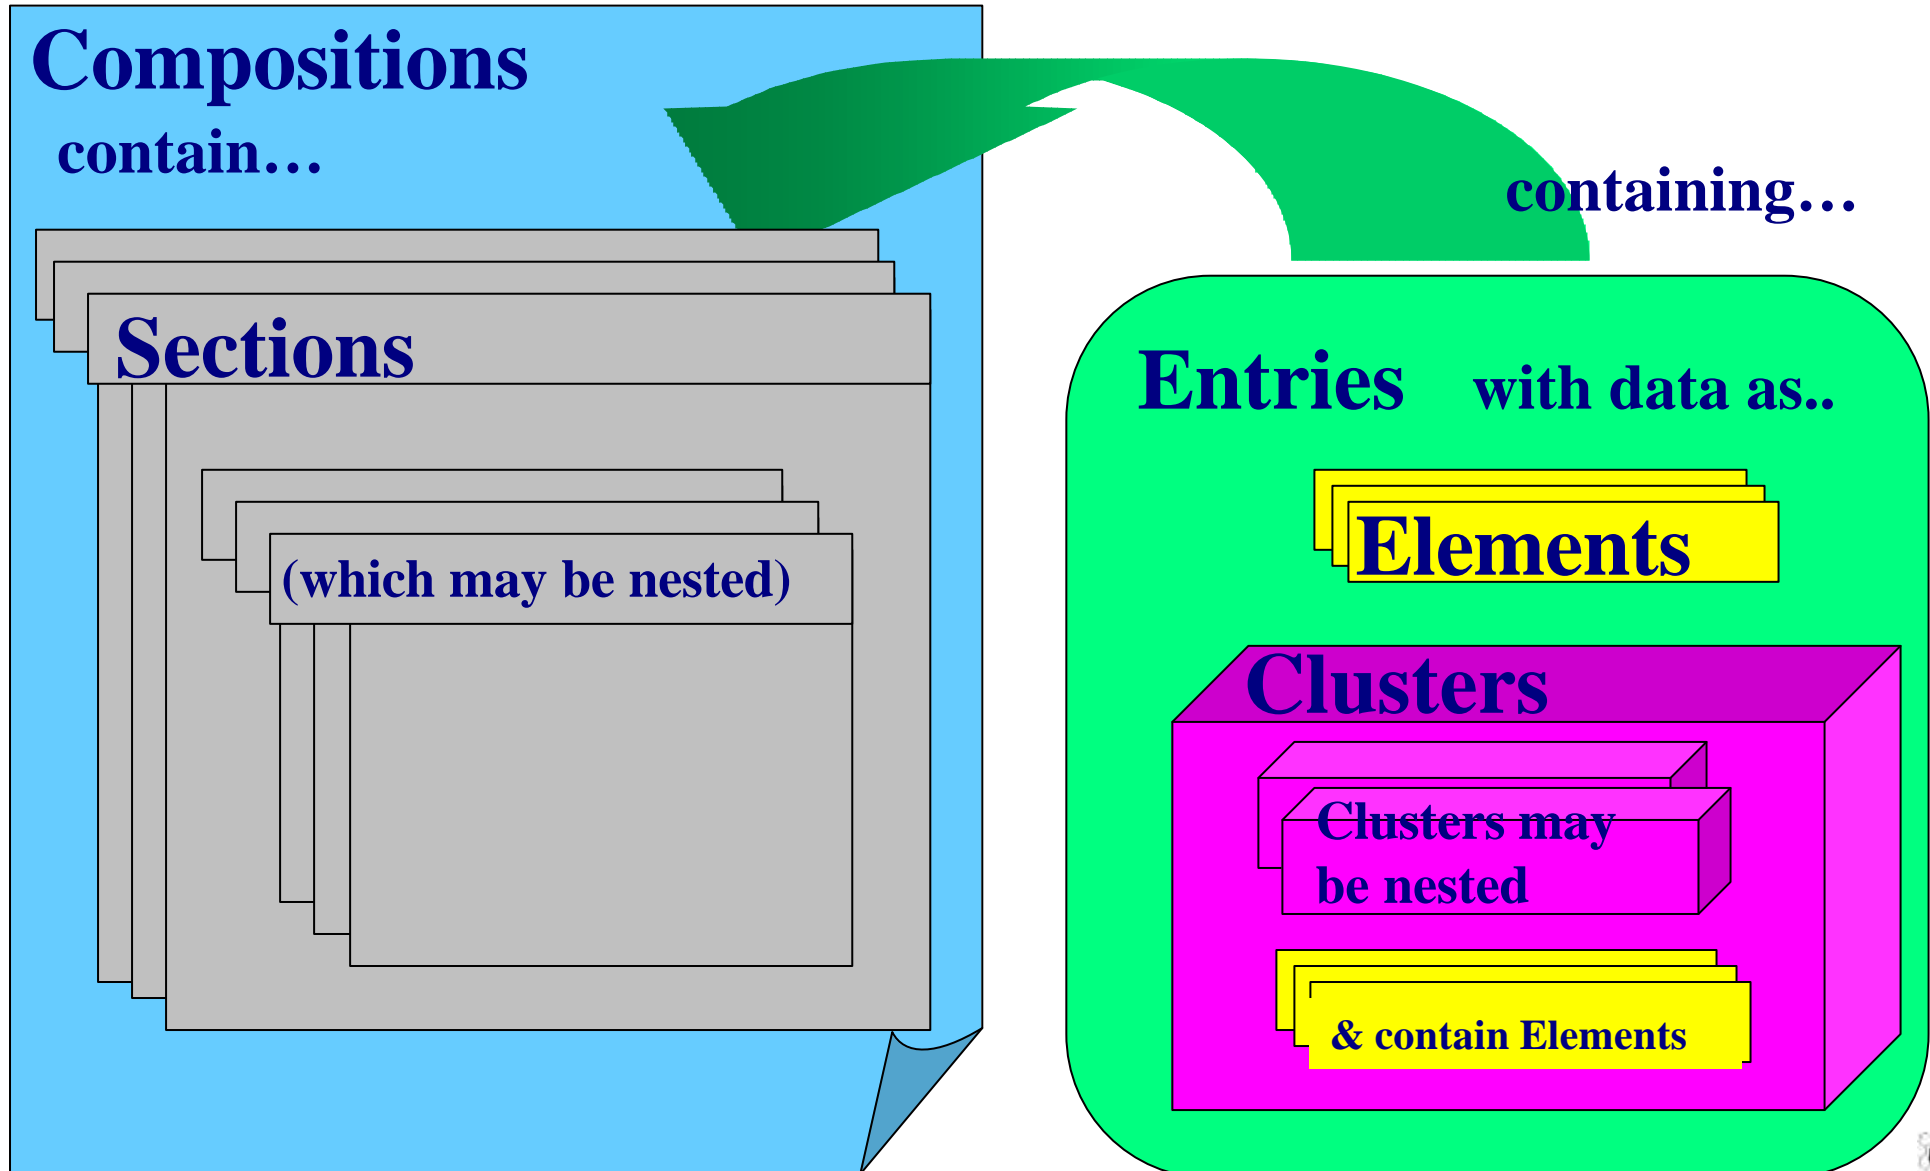 Compositions
contain…
Sections
(which may be nested)
containing…
Entries with data as..
Elements
Clusters
Clusters may
be nested
& contain Elements